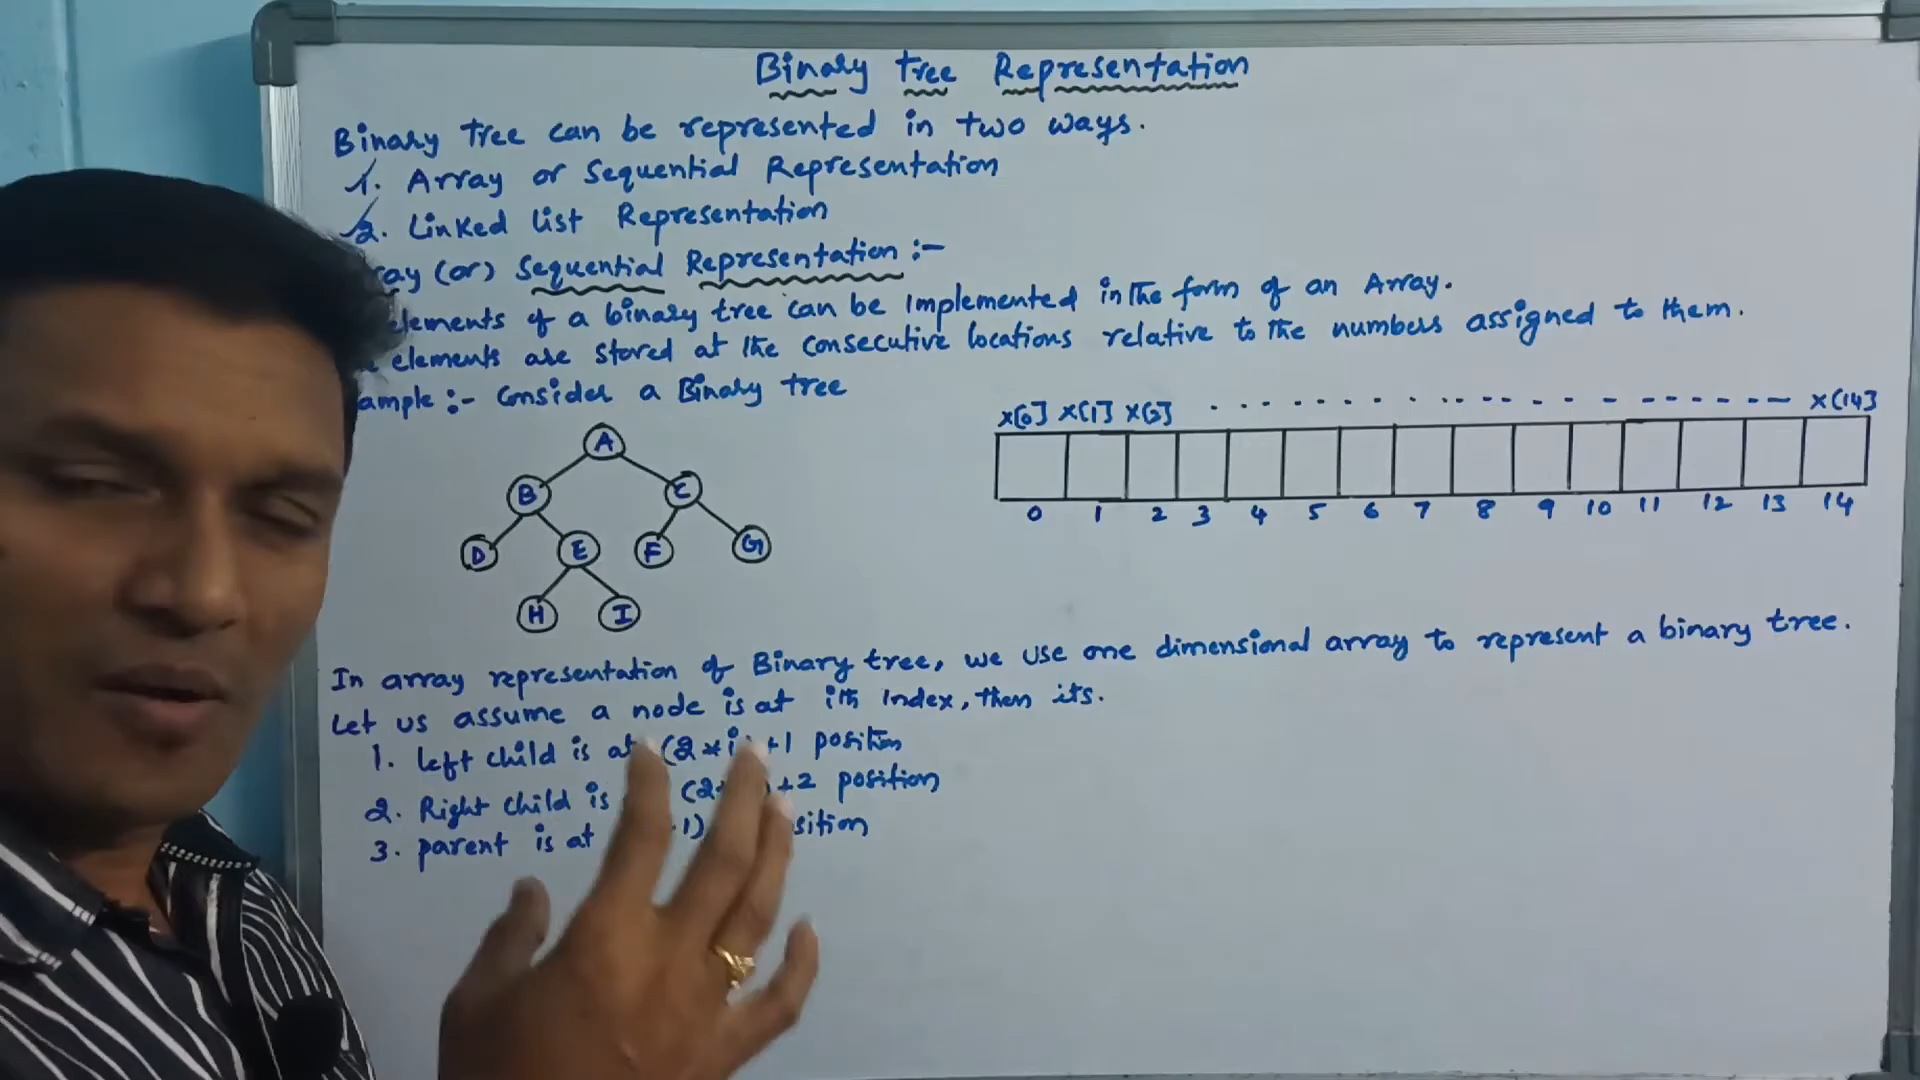 Binary Tree Representation
Binary Tree can be represented in two ways.
1. Array or Sequential Representation
2. Linked list Representation
ray (or) Sequential Representation :-
elements of a binary tree can be implemented in the form of an Array.
elements are stored at the consecutive locations relative to the numbers assigned to them.
ample :- Consider a Binary tree
x[0] x[1] x[2] x[14]
0 1 2 3 4 5 6 7 8 9 10 11 12 13 14
A
B C
D E F G
H I
In array representation of Binary tree, we use one dimensional array to represent a binary tree.
Let us assume a node is at ith Index, then its.
1. left child is at (2*i)+1 position
2. Right child is +2 position
3. parent is at